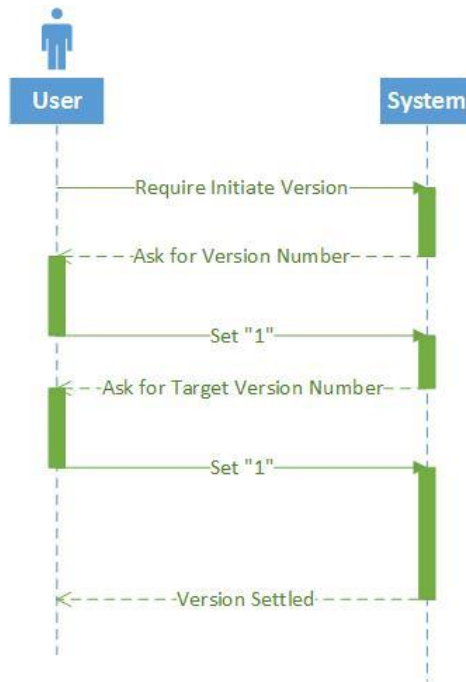 User
System
Require Initiate Version
Ask for Version Number
Set "1"
Ask for Target Version Number
Set "1"
Version Settled